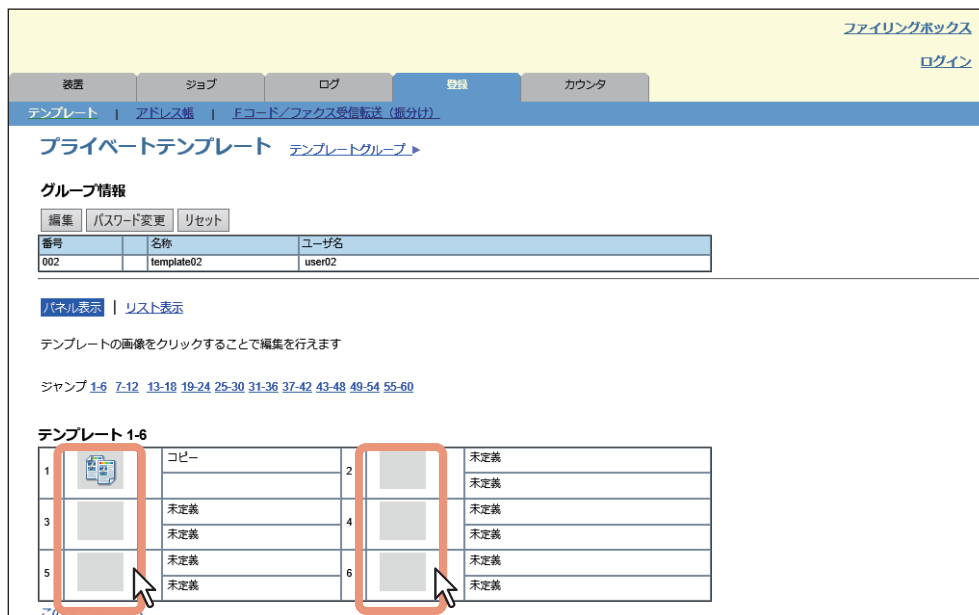 ファイリングボックス
ログイン
装置 ジョブ ログ 登録 カウンタ
テンプレート | アドレス帳 | Fコード/ファクス受信転送(振分け)
プライベートテンプレート テンプレートグループ
グループ情報
編集 パスワード変更 リセット
番号 名称 ユーザ名
002 template02 user02
パネル表示 | リスト表示
テンプレートの画像をクリックすることで編集を行えます
ジャンプ 1-6 7-12 13-18 19-24 25-30 31-36 37-42 43-48 49-54 55-60
テンプレート 1-6
1 コピー 2 未定義
未定義
3 未定義 4 未定義
未定義 未定義
5 未定義 6 未定義
未定義 未定義